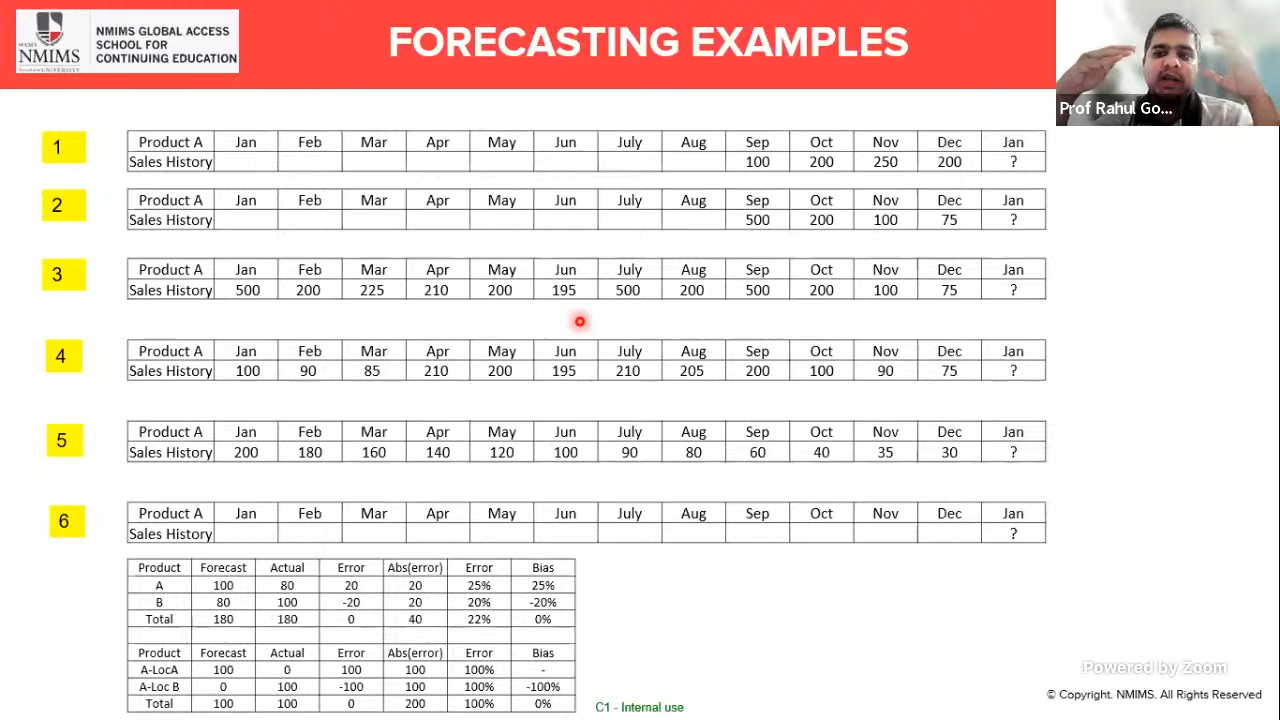 NMIMS GLOBAL ACCESS
SCHOOL FOR
CONTINUING EDUCATION
NMIMS
FORECASTING EXAMPLES
Prof Rahul Go...
1
Product A Jan Feb Mar Apr May Jun July Aug Sep Oct Nov Dec Jan
Sales History 100 200 250 200 ?
2
Product A Jan Feb Mar Apr May Jun July Aug Sep Oct Nov Dec Jan
Sales History 500 200 100 75 ?
3
Product A Jan Feb Mar Apr May Jun July Aug Sep Oct Nov Dec Jan
Sales History 500 200 225 210 200 195 500 200 500 200 100 75 ?
4
Product A Jan Feb Mar Apr May Jun July Aug Sep Oct Nov Dec Jan
Sales History 100 90 85 210 200 195 210 205 200 100 90 75 ?
5
Product A Jan Feb Mar Apr May Jun July Aug Sep Oct Nov Dec Jan
Sales History 200 180 160 140 120 100 90 80 60 40 35 30 ?
6
Product A Jan Feb Mar Apr May Jun July Aug Sep Oct Nov Dec Jan
Sales History ?
Product Forecast Actual Error Abs(error) Error Bias
A 100 80 20 20 25% 25%
B 80 100 -20 20 20% -20%
Total 180 180 0 40 22% 0%
Product Forecast Actual Error Abs(error) Error Bias
A-LocA 100 0 100 100 100% -
A-Loc B 0 100 -100 100 100% -100%
Total 100 100 0 200 100% 0%
C1 - Internal use
Powered by Zoom
© Copyright. NMIMS. All Rights Reserved